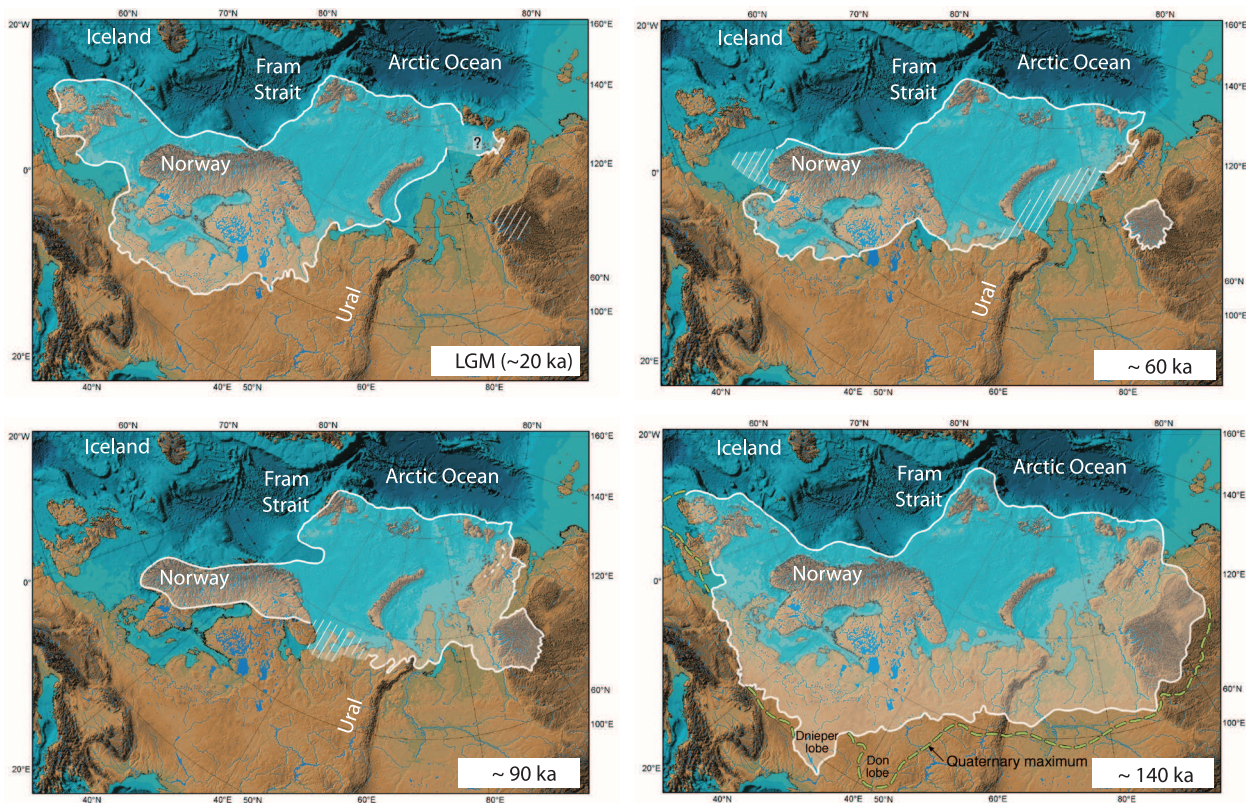 60°N 70°N 80°N 80°N
20°W 160°E
Iceland
Fram
Strait
Arctic Ocean
140°E
?
Norway
0°
120°E
60°N
100°E
Ural
20°E
LGM (~20 ka)
40°N 40°E 50°N 60°E 80°E
60°N 70°N 80°N 80°N
20°W 160°E
Iceland
Fram
Strait
Arctic Ocean
140°E
Norway
0°
120°E
60°N
100°E
Ural
20°E
~ 60 ka
40°N 40°E 50°N 60°E 80°E
60°N 70°N 80°N 80°N
20°W 160°E
Iceland
Fram
Strait
Arctic Ocean
140°E
Norway
0°
120°E
60°N
100°E
Ural
20°E
~ 90 ka
40°N 40°E 50°N 60°E 80°E
60°N 70°N 80°N 80°N
20°W 160°E
Iceland
Fram
Strait
Arctic Ocean
140°E
Norway
0°
120°E
60°N
100°E
Dnieper
lobe
Don
lobe
Quaternary maximum
20°E
~ 140 ka
40°N 40°E 50°N 60°E 80°E